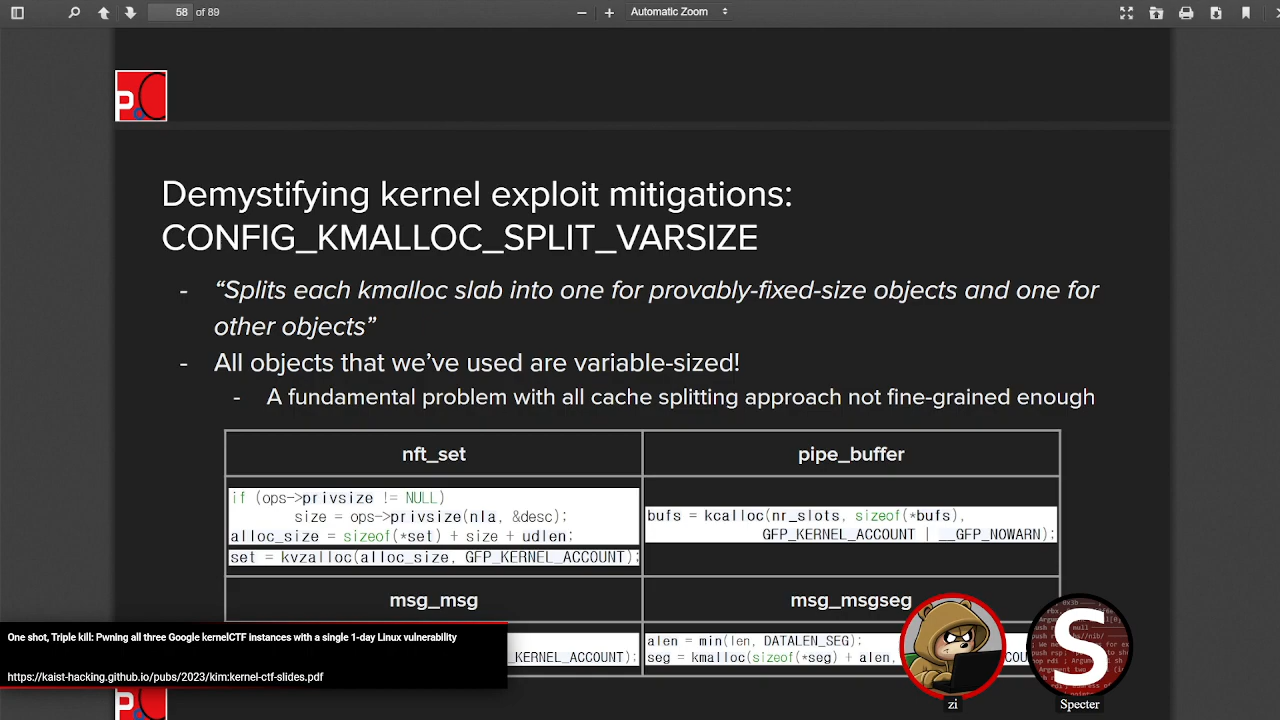 58 of 89
Automatic Zoom
Demystifying kernel exploit mitigations:
CONFIG_KMALLOC_SPLIT_VARSIZE
- “Splits each kmalloc slab into one for provably-fixed-size objects and one for
other objects”
- All objects that we’ve used are variable-sized!
- A fundamental problem with all cache splitting approach not fine-grained enough
nft_set
pipe_buffer
if (ops->privsize != NULL)
size = ops->privsize(nla, &desc);
alloc_size = sizeof(*set) + size + udlen;
set = kvzalloc(alloc_size, GFP_KERNEL_ACCOUNT);
bufs = kcalloc(nr_slots, sizeof(*bufs),
GFP_KERNEL_ACCOUNT | __GFP_NOWARN);
msg_msg
msg_msgseg
_KERNEL_ACCOUNT);
alen = min(len, DATALEN_SEG);
seg = kmalloc(sizeof(*seg) + alen,
One shot, Triple kill: Pwning all three Google kernelCTF instances with a single 1-day Linux vulnerability
https://kaist-hacking.github.io/pubs/2023/kim:kernel-ctf-slides.pdf
S
zi
Specter